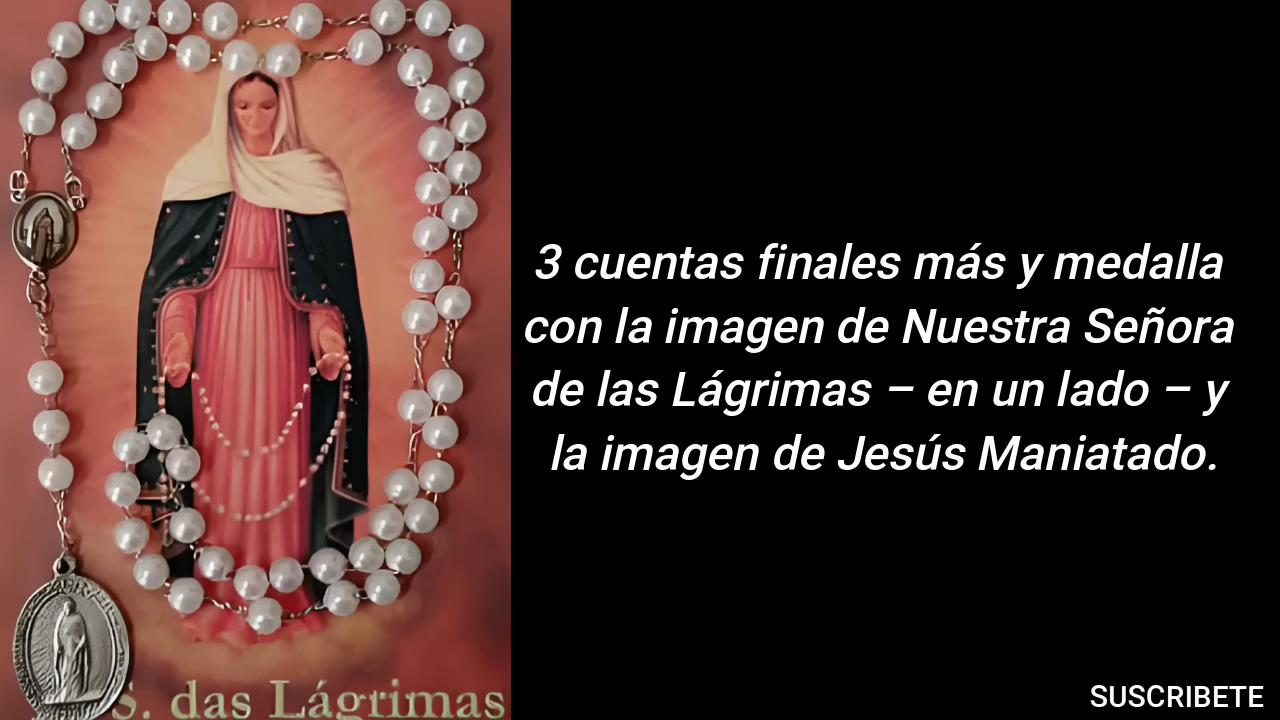 3 cuentas finales más y medalla
con la imagen de Nuestra Señora
de las Lágrimas – en un lado – y
la imagen de Jesús Maniatado.
S. das Lágrimas
SUSCRIBETE